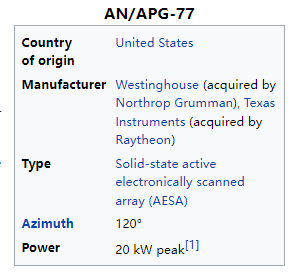 AN/APG-77
Country United States
of origin
Manufacturer Westinghouse (acquired by
Northrop Grumman), Texas
Instruments (acquired by
Raytheon)
Type Solid-state active
electronically scanned
array (AESA)
Azimuth 120°
Power 20 kW peak[1]